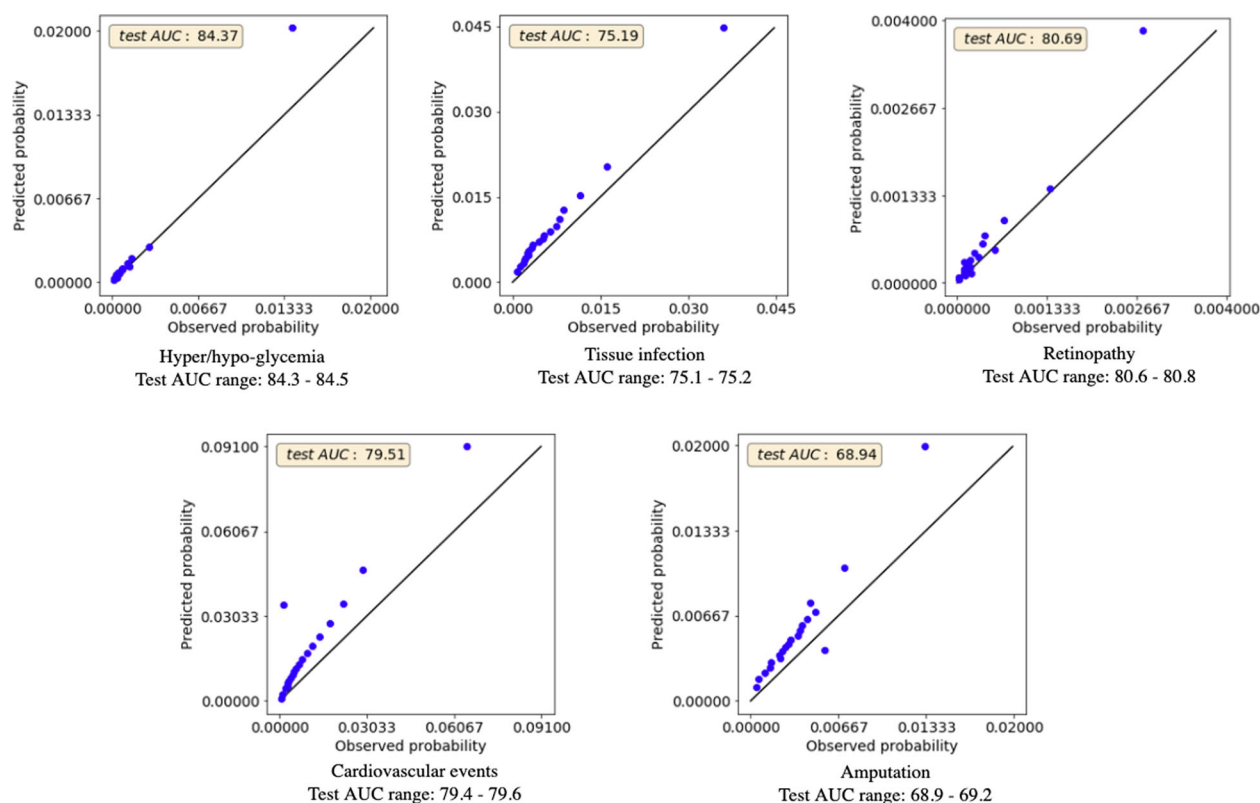 test AUC : 84.37
0.02000
0.01333
0.00667
0.00000
Predicted probability
0.00000 0.00667 0.01333 0.02000
Observed probability
Hyper/hypo-glycemia
Test AUC range: 84.3 - 84.5
test AUC : 75.19
0.045
0.030
0.015
0.000
Predicted probability
0.000 0.015 0.030 0.045
Observed probability
Tissue infection
Test AUC range: 75.1 - 75.2
test AUC : 80.69
0.004000
0.002667
0.001333
0.000000
Predicted probability
0.000000 0.001333 0.002667 0.004000
Observed probability
Retinopathy
Test AUC range: 80.6 - 80.8
test AUC : 79.51
0.09100
0.06067
0.03033
0.00000
Predicted probability
0.00000 0.03033 0.06067 0.09100
Observed probability
Cardiovascular events
Test AUC range: 79.4 - 79.6
test AUC : 68.94
0.02000
0.01333
0.00667
0.00000
Predicted probability
0.00000 0.00667 0.01333 0.02000
Observed probability
Amputation
Test AUC range: 68.9 - 69.2